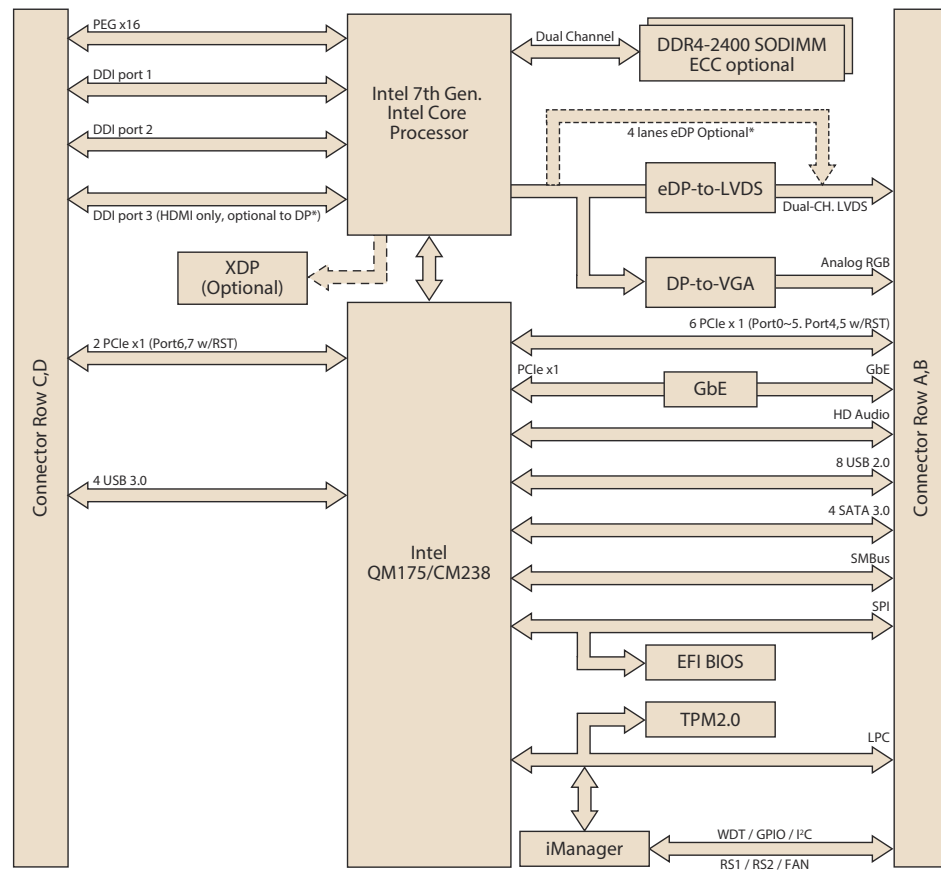 PEG x16
DDI port 1
DDI port 2
DDI port 3 (HDMI only, optional to DP*)
Intel 7th Gen.
Intel Core
Processor
Dual Channel
DDR4-2400 SODIMM
ECC optional
4 lanes eDP Optional*
eDP-to-LVDS
Dual-CH. LVDS
DP-to-VGA
Analog RGB
XDP
(Optional)
Connector Row C,D
2 PCIe x1 (Port6,7 w/RST)
4 USB 3.0
Intel
QM175/CM238
6 PCIe x 1 (Port0~5. Port4,5 w/RST)
PCIe x1
GbE
GbE
HD Audio
8 USB 2.0
4 SATA 3.0
SMBus
SPI
EFI BIOS
TPM2.0
LPC
iManager
WDT / GPIO / I²C
RS1 / RS2 / FAN
Connector Row A,B